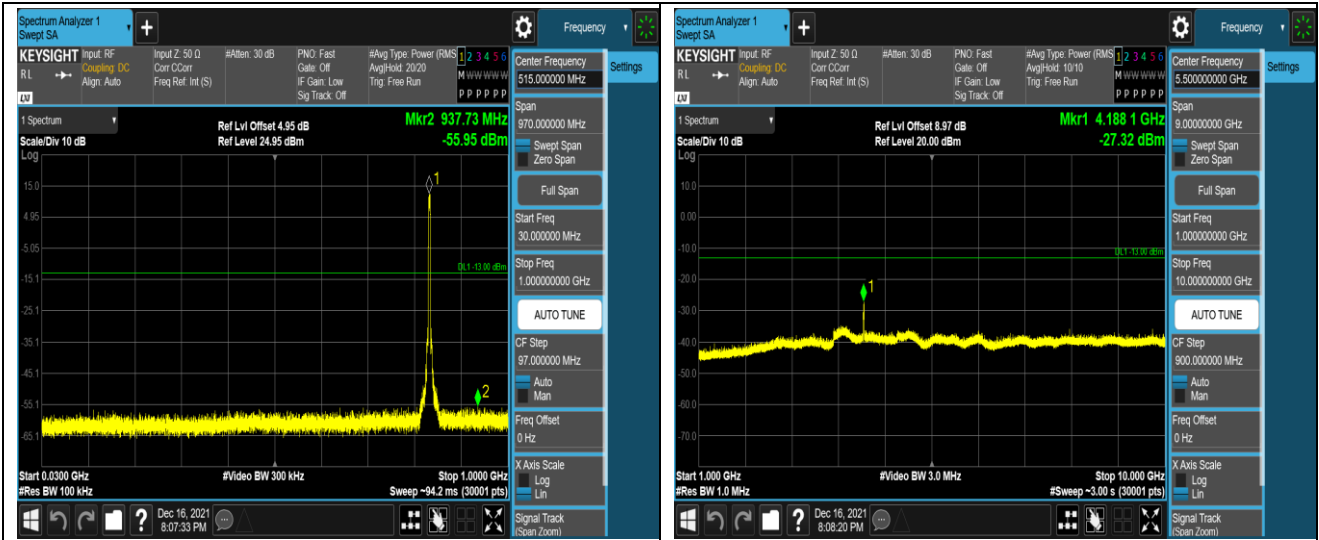 Spectrum Analyzer 1
Swept SA
+
Frequency
KEYSIGHT
RL
LXI
Input: RF
Coupling: DC
Align: Auto
Input Z: 50 Ω
Corr CCorr
Freq Ref: Int (S)
#Atten: 30 dB
PNO: Fast
Gate: Off
IF Gain: Low
Sig Track: Off
#Avg Type: Power (RMS
Avg|Hold: 20/20
Trig: Free Run
1 2 3 4 5 6
M W W W W W
P P P P P P
1 Spectrum
Scale/Div 10 dB
Log
Ref Lvl Offset 4.95 dB
Ref Level 24.95 dBm
Mkr2 937.73 MHz
-55.95 dBm
15.0
4.95
-5.05
-15.1
-25.1
-35.1
-45.1
-55.1
-65.1
1
DL1 -13.00 dBm
2
Start 0.0300 GHz
#Res BW 100 kHz
#Video BW 300 kHz
Stop 1.0000 GHz
Sweep ~94.2 ms (30001 pts)
Center Frequency
515.000000 MHz
Settings
Span
970.000000 MHz
Swept Span
Zero Span
Full Span
Start Freq
30.000000 MHz
Stop Freq
1.000000000 GHz
AUTO TUNE
CF Step
97.000000 MHz
Auto
Man
Freq Offset
0 Hz
X Axis Scale
Log
Lin
Signal Track
(Span Zoom)
?
Dec 16, 2021
8:07:33 PM
Spectrum Analyzer 1
Swept SA
+
Frequency
KEYSIGHT
RL
LXI
Input: RF
Coupling: DC
Align: Auto
Input Z: 50 Ω
Corr CCorr
Freq Ref: Int (S)
#Atten: 30 dB
PNO: Fast
Gate: Off
IF Gain: Low
Sig Track: Off
#Avg Type: Power (RMS
Avg|Hold: 10/10
Trig: Free Run
1 2 3 4 5 6
M W W W W W
P P P P P P
1 Spectrum
Scale/Div 10 dB
Log
Ref Lvl Offset 8.97 dB
Ref Level 20.00 dBm
Mkr1 4.188 1 GHz
-27.32 dBm
10.0
0.00
-10.0
-20.0
-30.0
-40.0
-50.0
-60.0
-70.0
DL1 -13.00 dBm
1
Start 1.000 GHz
#Res BW 1.0 MHz
#Video BW 3.0 MHz
Stop 10.000 GHz
#Sweep ~3.00 s (30001 pts)
Center Frequency
5.500000000 GHz
Settings
Span
9.00000000 GHz
Swept Span
Zero Span
Full Span
Start Freq
1.000000000 GHz
Stop Freq
10.000000000 GHz
AUTO TUNE
CF Step
900.000000 MHz
Auto
Man
Freq Offset
0 Hz
X Axis Scale
Log
Lin
Signal Track
(Span Zoom)
?
Dec 16, 2021
8:08:20 PM